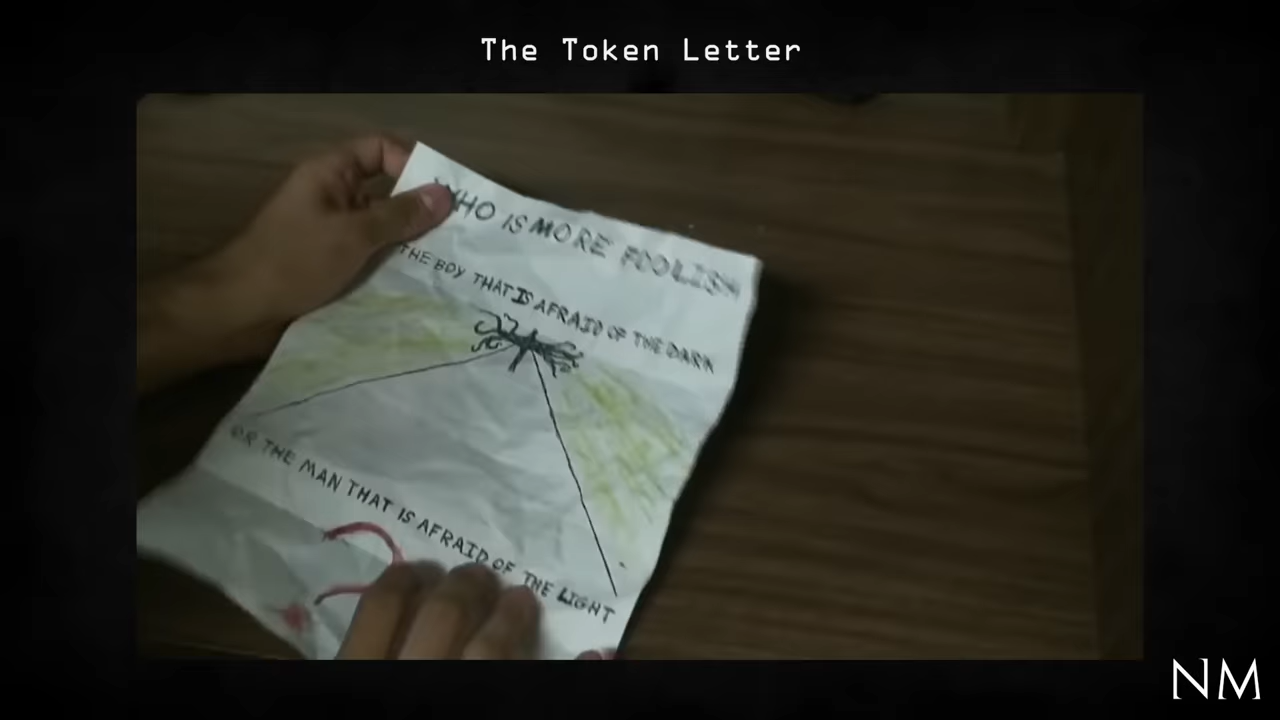 The Token Letter
WHO IS MORE FOOLISH
THE BOY THAT IS AFRAID OF THE DARK
OR THE MAN THAT IS AFRAID OF THE LIGHT
NM